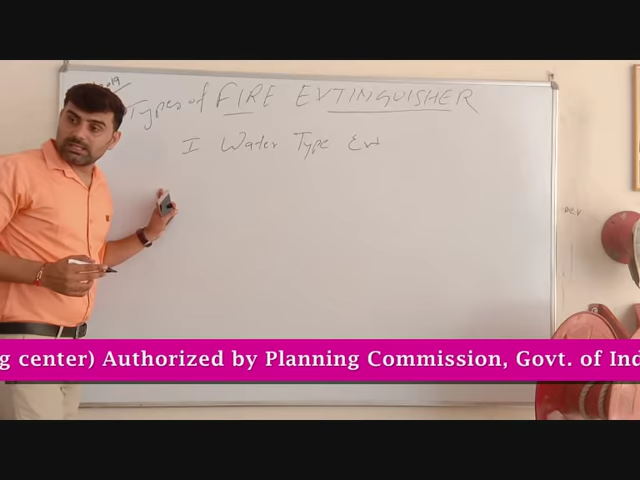 Types of FIRE EXTINGUISHER
I Water Type Ext
g center) Authorized by Planning Commission, Govt. of Ind